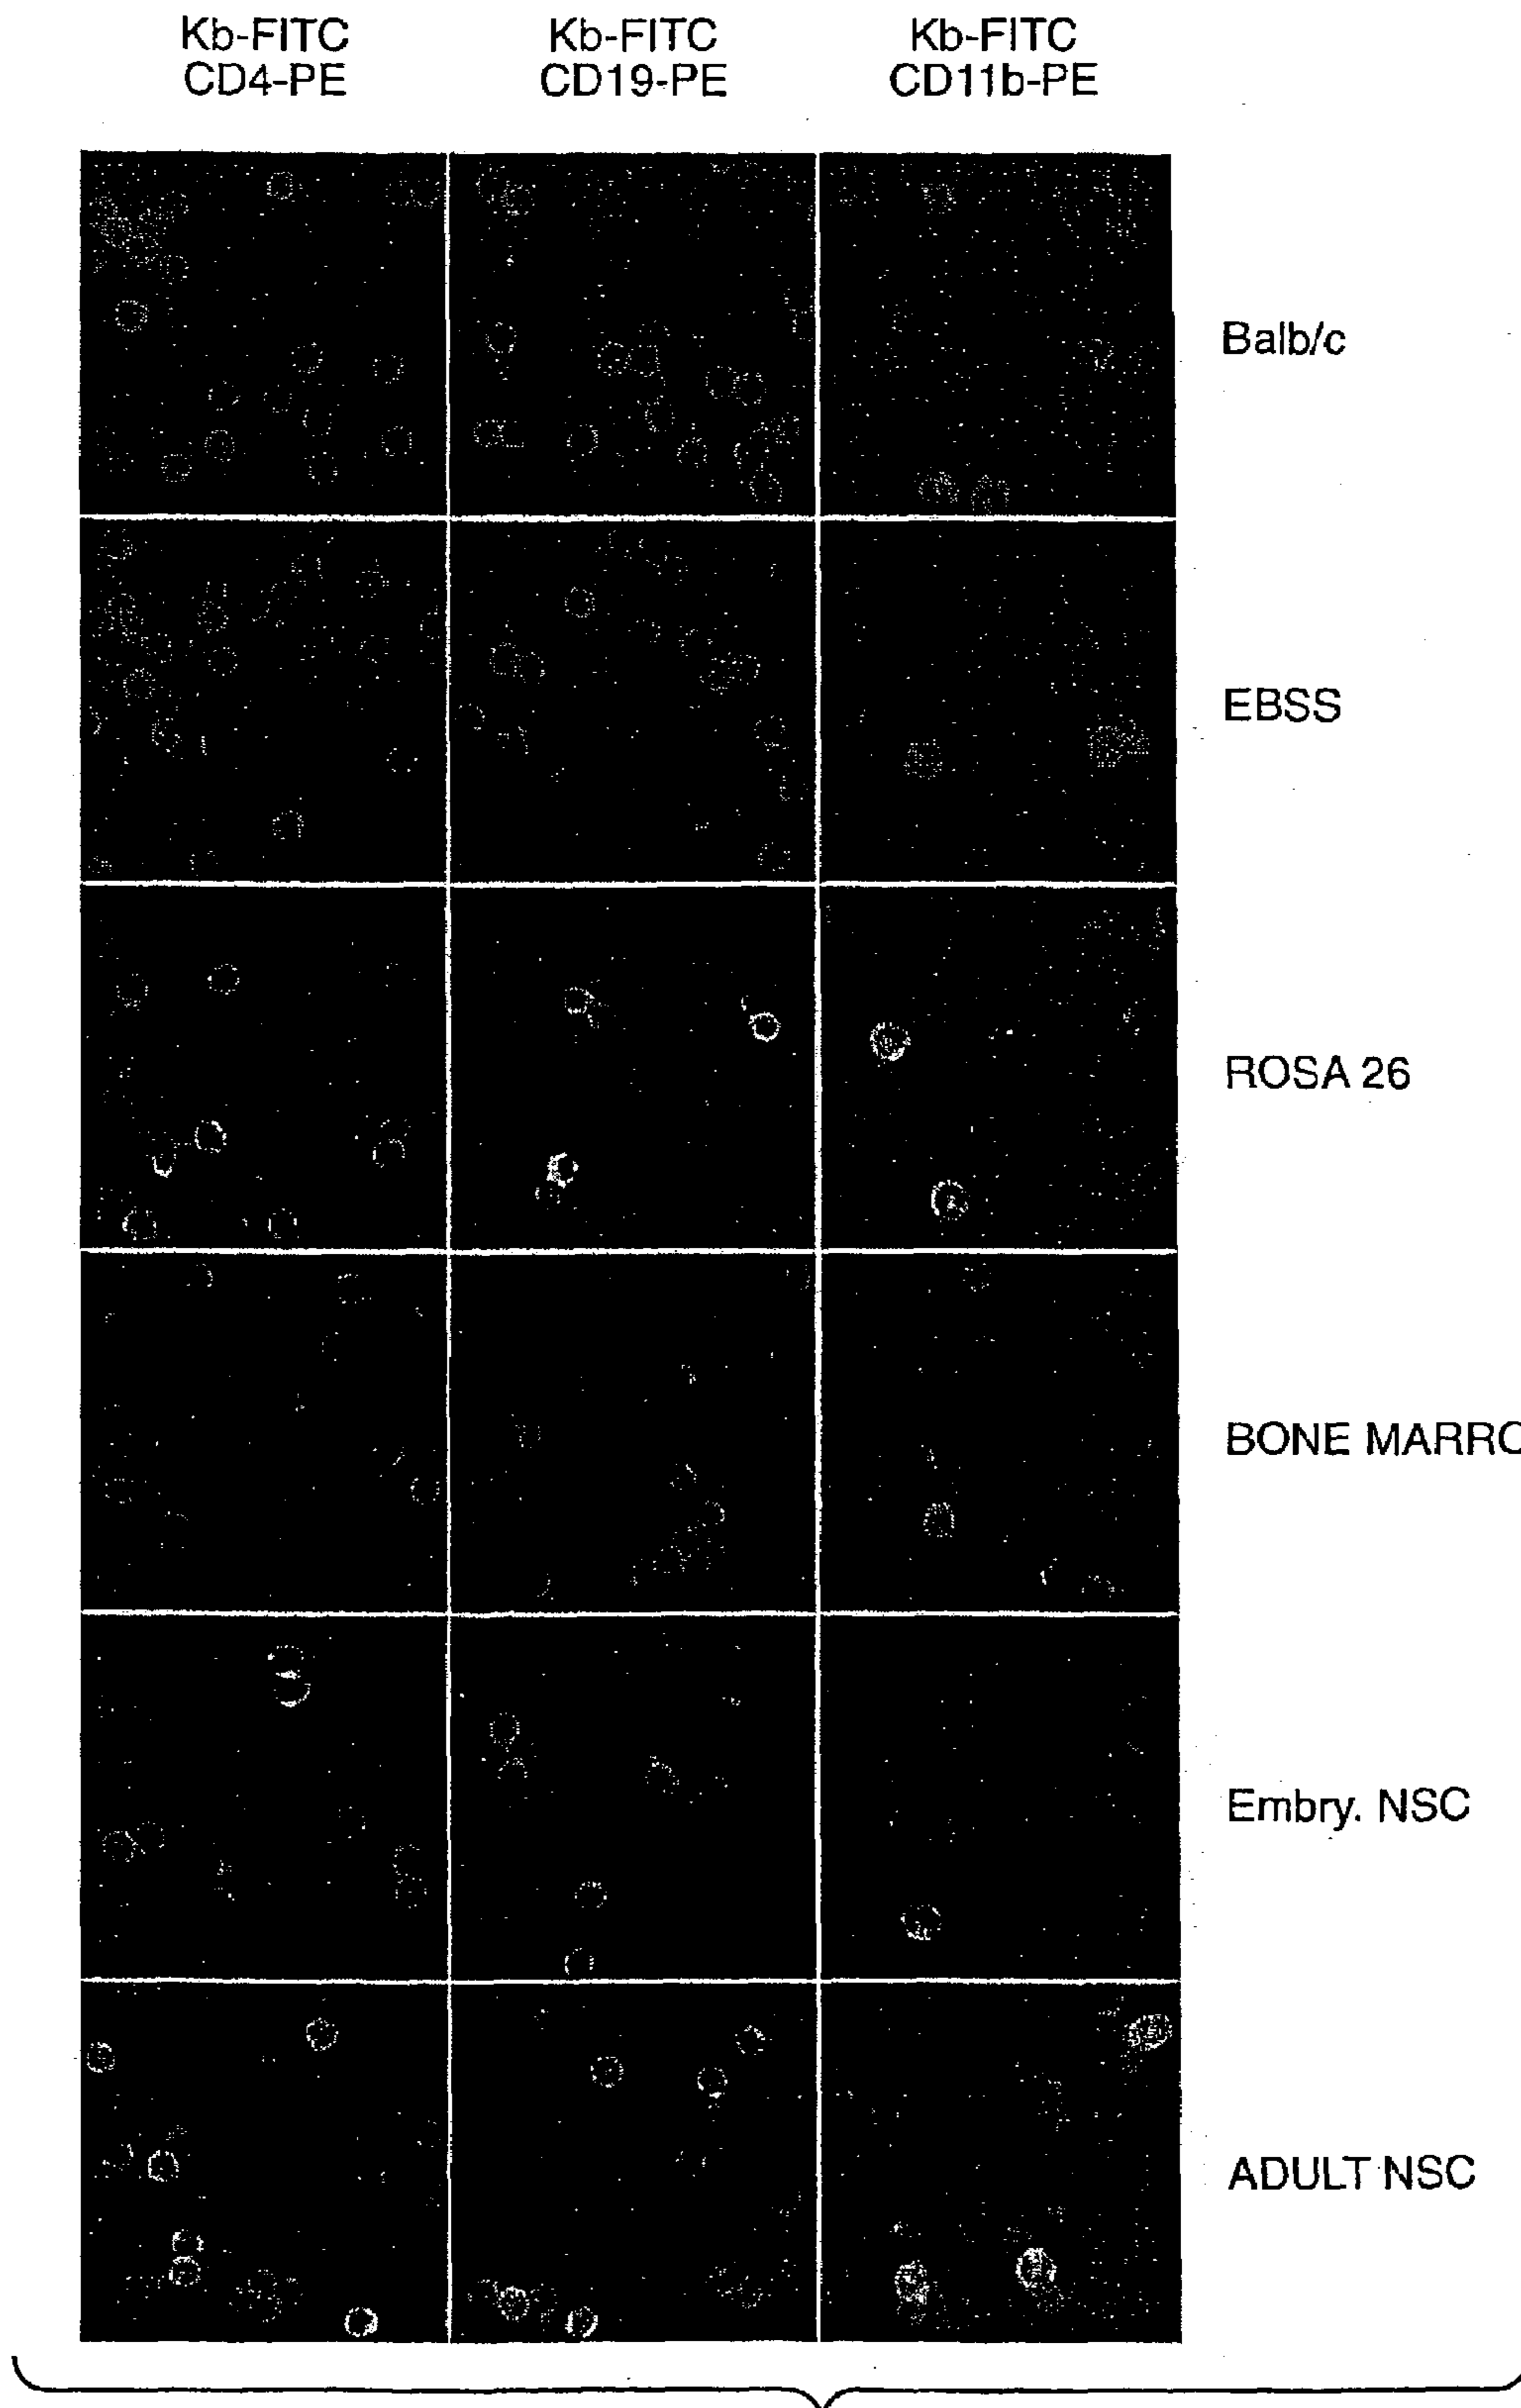 Kb-FITC Kb-FITC Kb-FITC
CD4-PE CD19-PE CD11b-PE
Balb/c
EBSS
ROSA 26
BONE MARRO
Embry. NSC
ADULT NSC